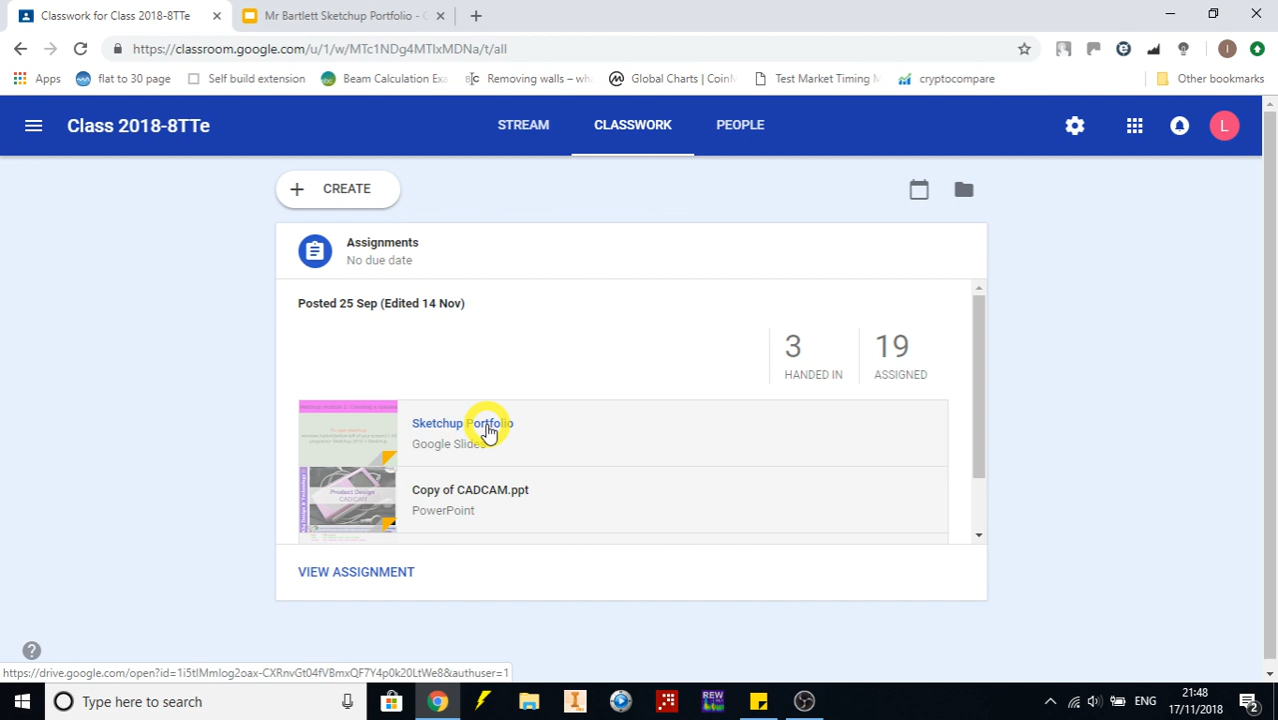 Classwork for Class 2018-8TTe
Mr Bartlett Sketchup Portfolio -
https://classroom.google.com/u/1/w/MTc1NDg4MTIxMDNa/t/all
Apps flat to 30 page Self build extension Beam Calculation Exa Removing walls – wh Global Charts | Coin Test Market Timing cryptocompare Other bookmarks
Class 2018-8TTe
STREAM CLASSWORK PEOPLE
L
CREATE
Assignments
No due date
Posted 25 Sep (Edited 14 Nov)
3 19
HANDED IN ASSIGNED
Sketchup Portfolio
Google Slides
Product Design
CADCAM
Copy of CADCAM.ppt
PowerPoint
VIEW ASSIGNMENT
https://drive.google.com/open?id=1i5tIMmlog2oax-CXRnvGt04fVBmxQF7Y4p0k20LtWe8&authuser=1
Type here to search
REW
ENG
21:48
17/11/2018
2